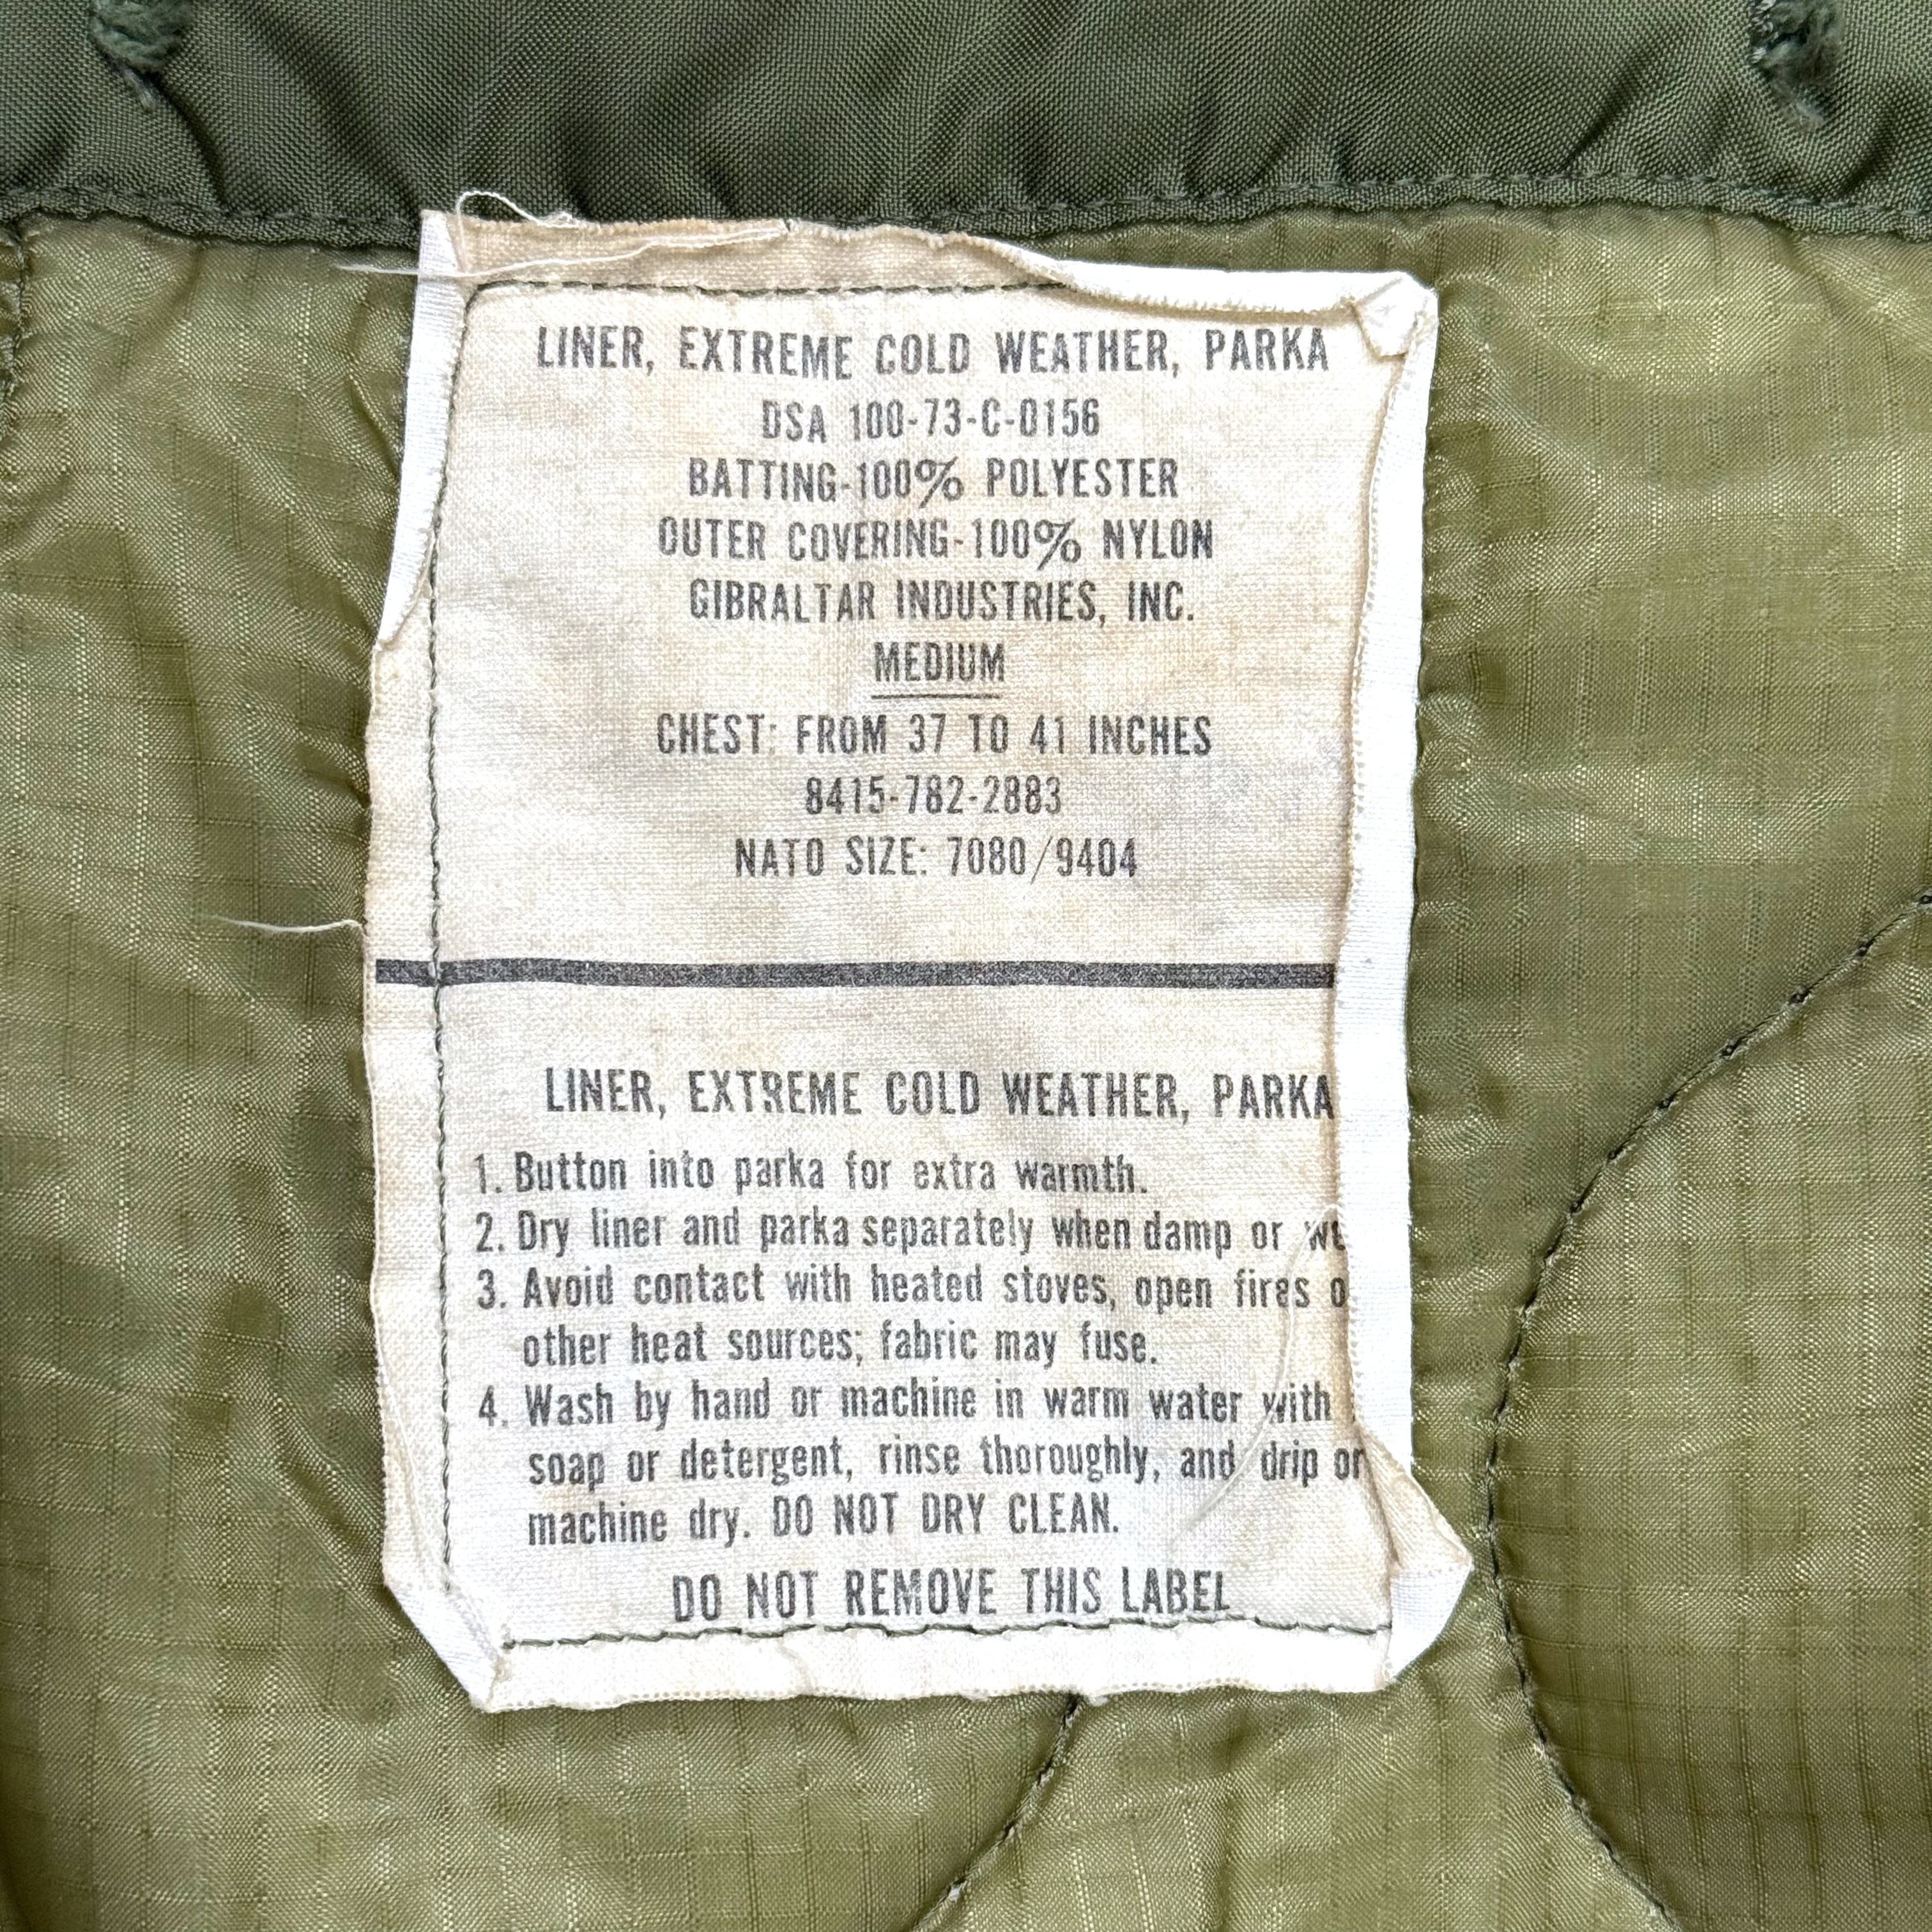 LINER, EXTREME COLD WEATHER, PARKA
DSA 100-73-C-0156
BATTING-100% POLYESTER
OUTER COVERING-100% NYLON
GIBRALTAR INDUSTRIES, INC.
MEDIUM
CHEST: FROM 37 TO 41 INCHES
8415-782-2883
NATO SIZE: 7080/9404
LINER, EXTREME COLD WEATHER, PARKA
1. Button into parka for extra warmth.
2. Dry liner and parka separately when damp or
3. Avoid contact with heated stoves, open fires
other heat sources; fabric may fuse.
4. Wash by hand or machine in warm water with
soap or detergent, rinse thoroughly, and drip or
machine dry. DO NOT DRY CLEAN.
DO NOT REMOVE THIS LABEL